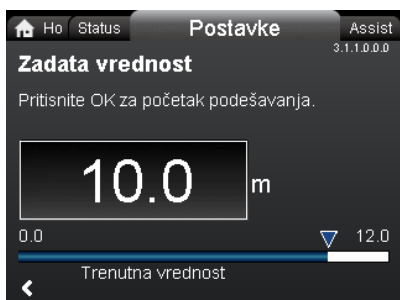 Ho Status Postavke Assist
3.1.1.0.0.0
Zadata vrednost
Pritisnite OK za početak podešavanja.
10.0 m
0.0 12.0
Trenutna vrednost